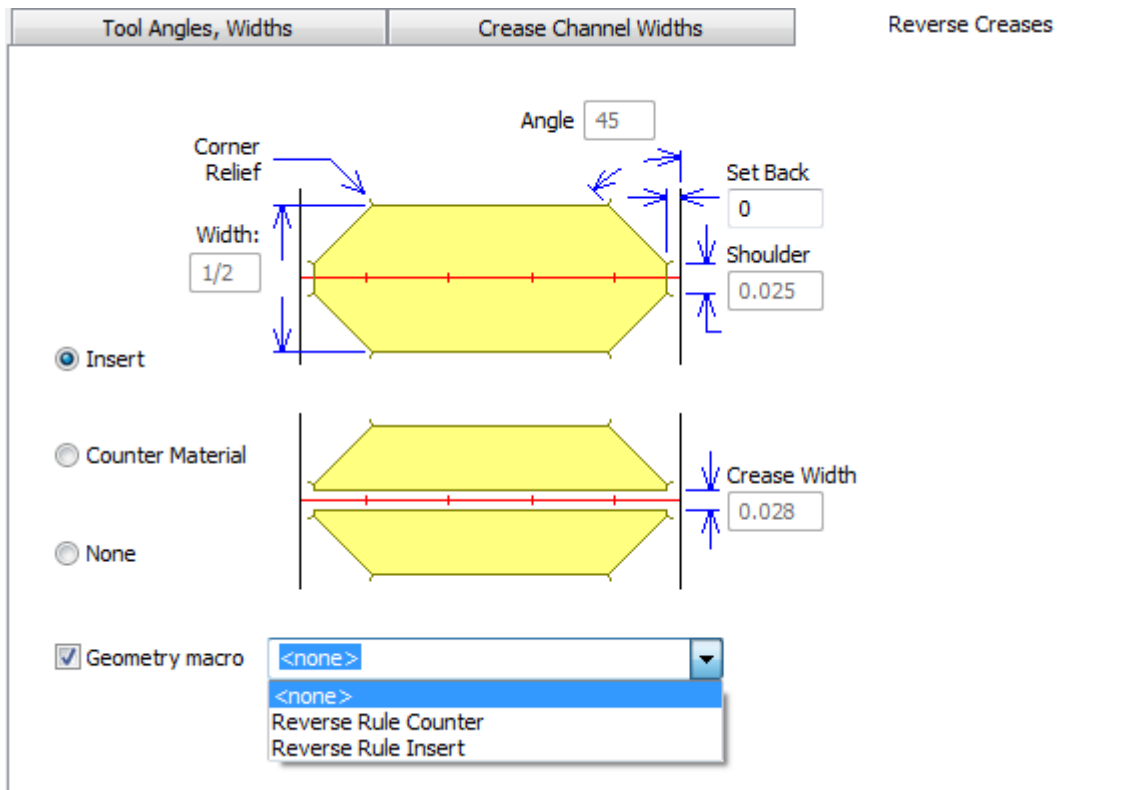 Tool Angles, Widths
Crease Channel Widths
Reverse Creases
Angle
45
Corner
Relief
Set Back
0
Width:
1/2
Shoulder
0.025
Insert
Counter Material
Crease Width
0.028
None
Geometry macro
<none>
<none>
Reverse Rule Counter
Reverse Rule Insert